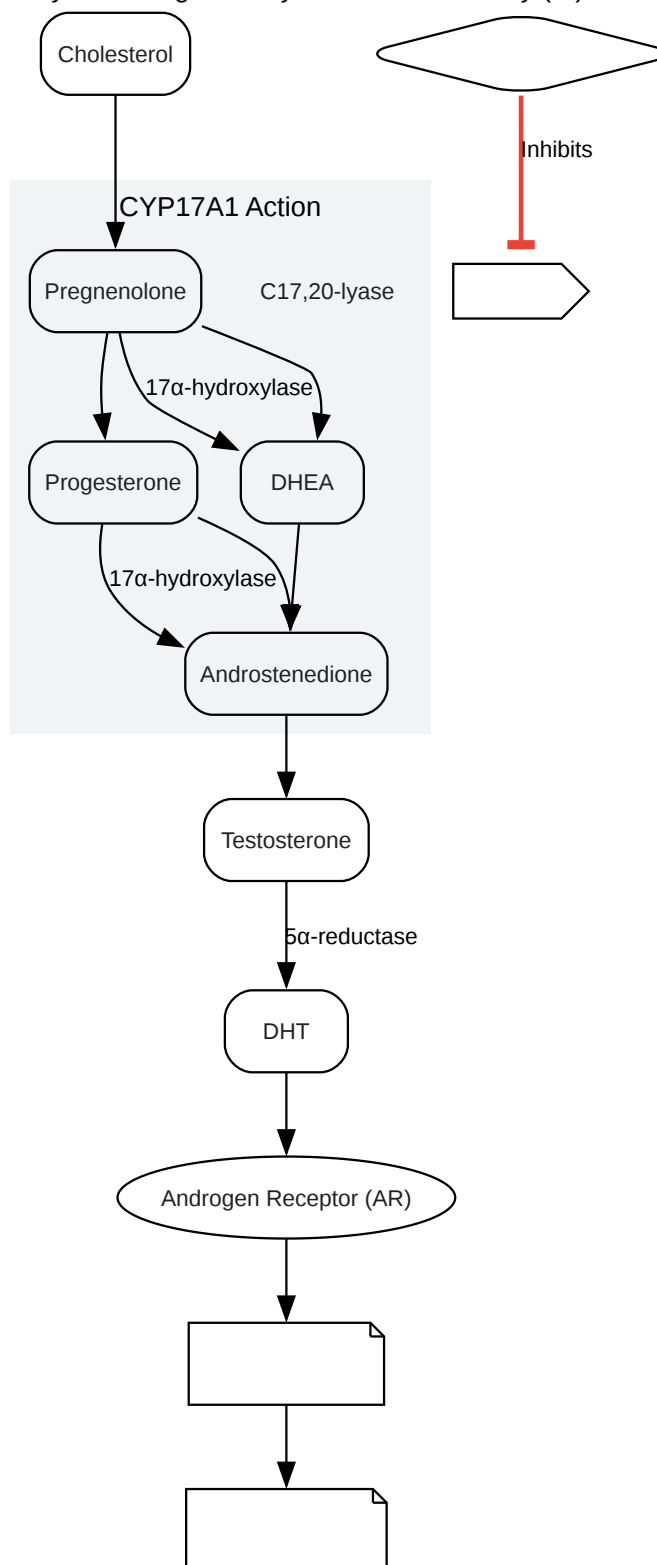 Cholesterol
Inhibits
CYP17A1 Action
Pregnenolone
C17,20-lyase
17α-hydroxylase
Progesterone
DHEA
17α-hydroxylase
Androstenedione
Testosterone
5α-reductase
DHT
Androgen Receptor (AR)